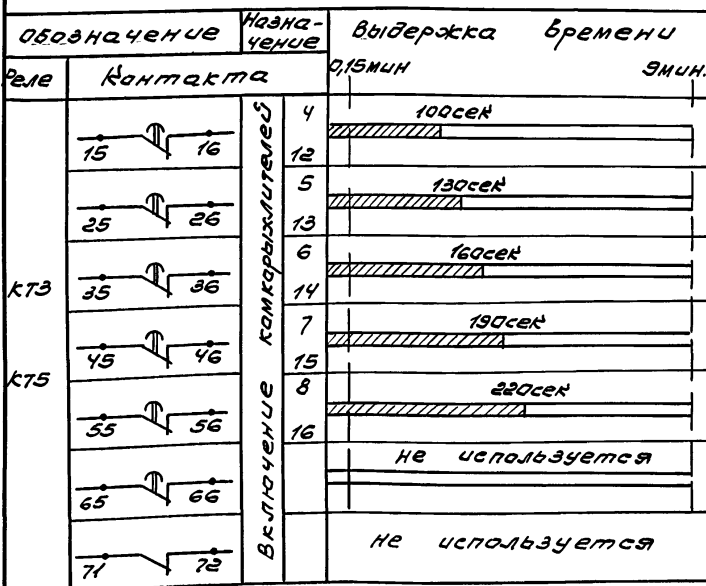 обозначение Назна-чение выдержка времени
Реле Контакта 0,15мин 9мин.
КТ3
КТ5
Включение комкарыхлителей
15 16 4 12 100сек
25 26 5 13 130сек
35 36 6 14 160сек
45 46 7 15 190сек
55 56 8 16 220сек
65 66 не используется
71 72 не используется